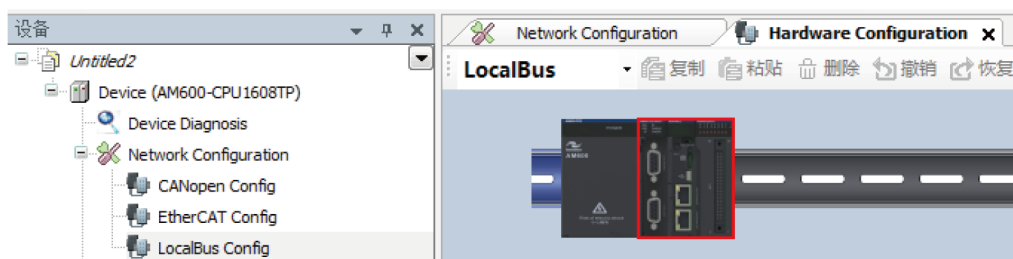 设备
Untitled2
Device (AM600-CPU1608TP)
Device Diagnosis
Network Configuration
CANopen Config
EtherCAT Config
LocalBus Config
Network Configuration
Hardware Configuration
LocalBus
复制 粘贴 删除 撤销 恢复
AM600